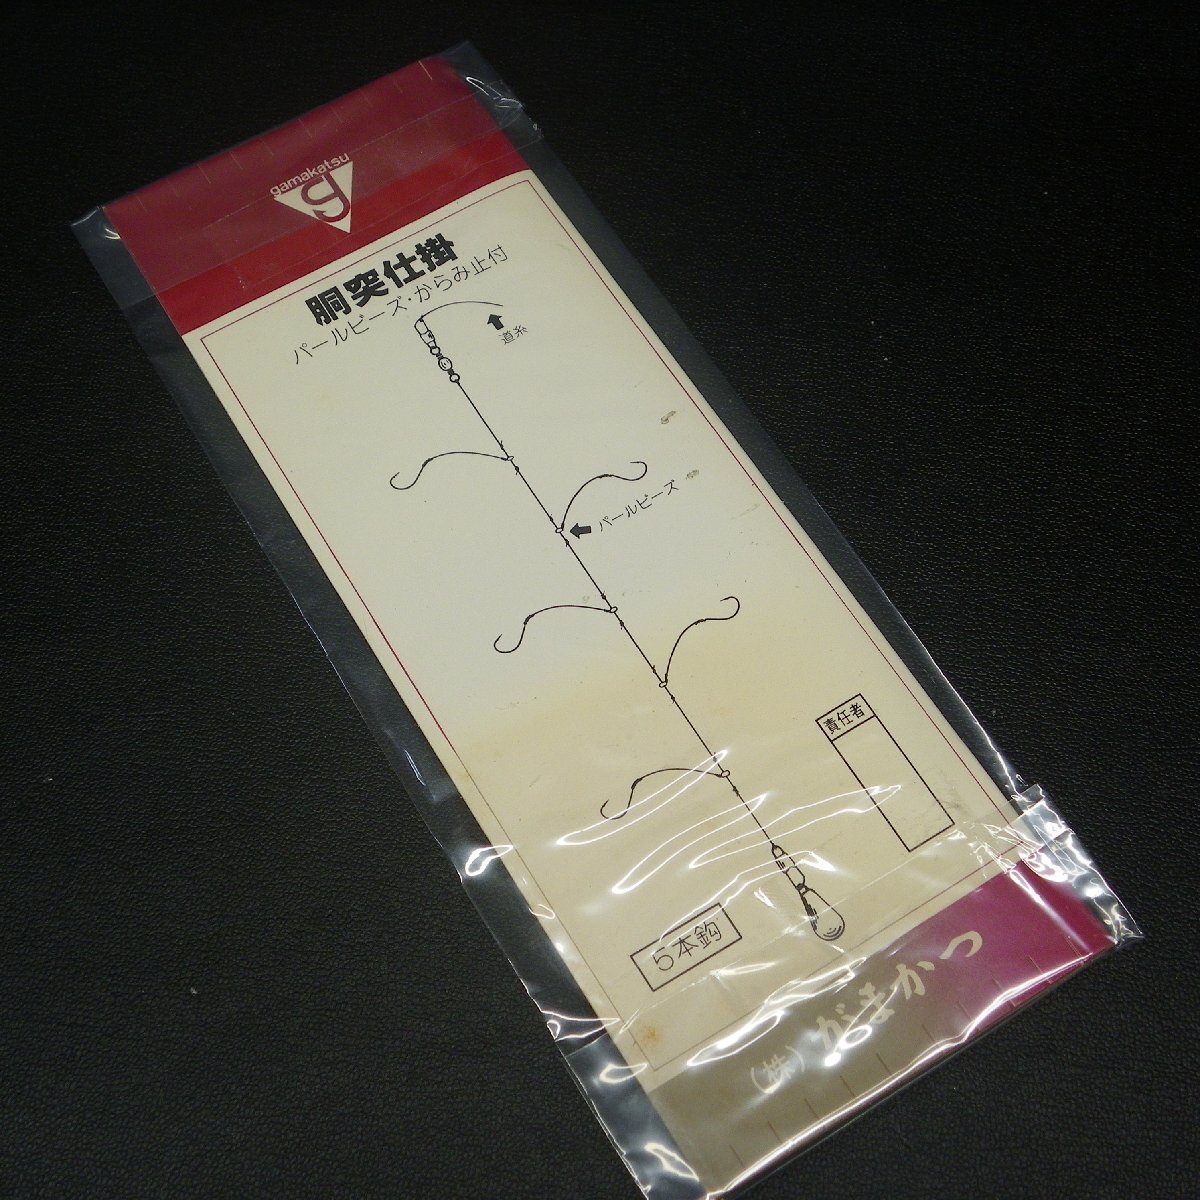 gamakatsu
g
胴突仕掛
パールビーズ・からみ止付
道糸
パールビーズ
責任者
5本鈎
(株)がまかつ